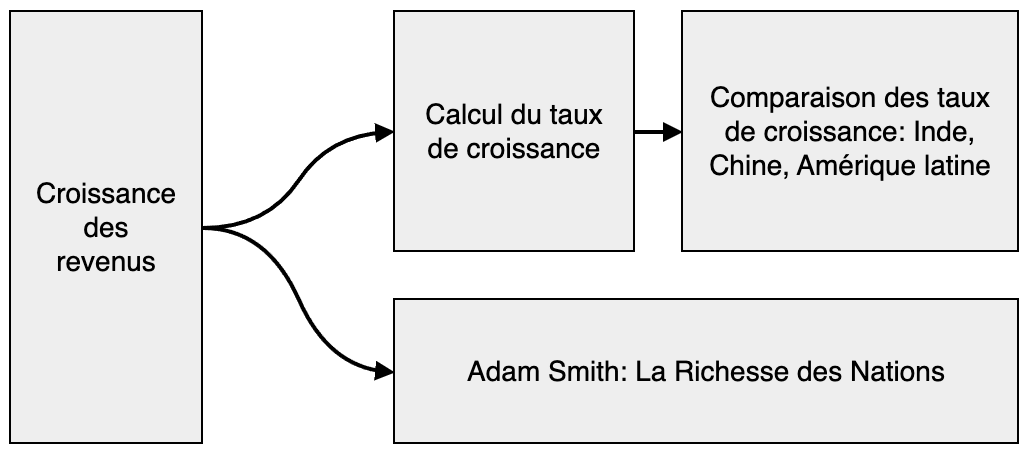 Croissance
des
revenus
Calcul du taux
de croissance
Comparaison des taux
de croissance: Inde,
Chine, Amérique latine
Adam Smith: La Richesse des Nations